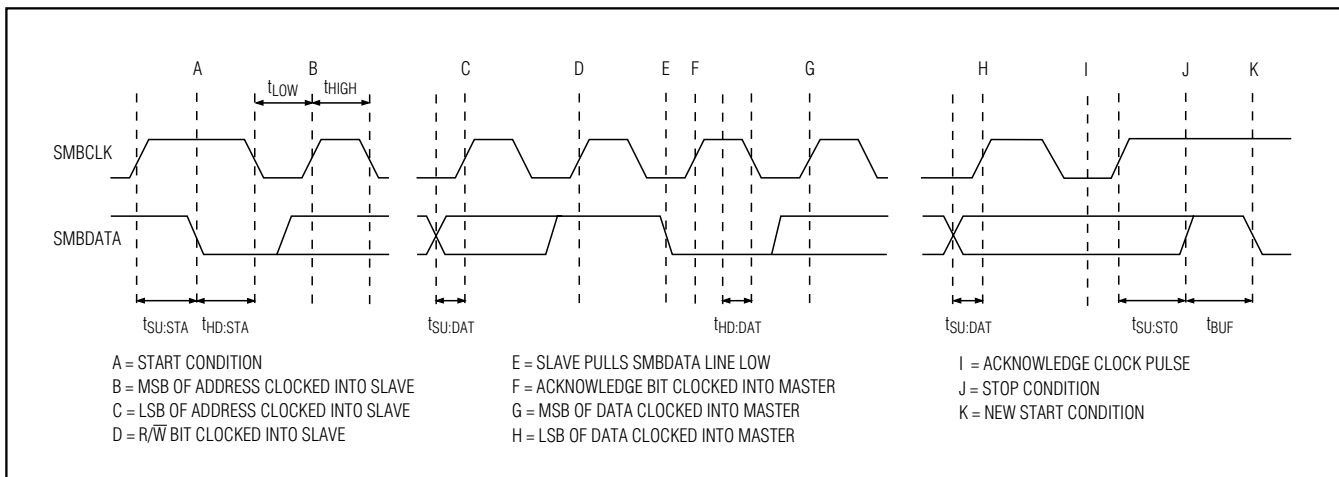 A B C D E F G H I J K
tLOW tHIGH
SMBCLK
SMBDATA
tSU:STA tHD:STA tSU:DAT tHD:DAT tSU:DAT tSU:STO tBUF
A = START CONDITION
B = MSB OF ADDRESS CLOCKED INTO SLAVE
C = LSB OF ADDRESS CLOCKED INTO SLAVE
D = R/W̅ BIT CLOCKED INTO SLAVE
E = SLAVE PULLS SMBDATA LINE LOW
F = ACKNOWLEDGE BIT CLOCKED INTO MASTER
G = MSB OF DATA CLOCKED INTO MASTER
H = LSB OF DATA CLOCKED INTO MASTER
I = ACKNOWLEDGE CLOCK PULSE
J = STOP CONDITION
K = NEW START CONDITION